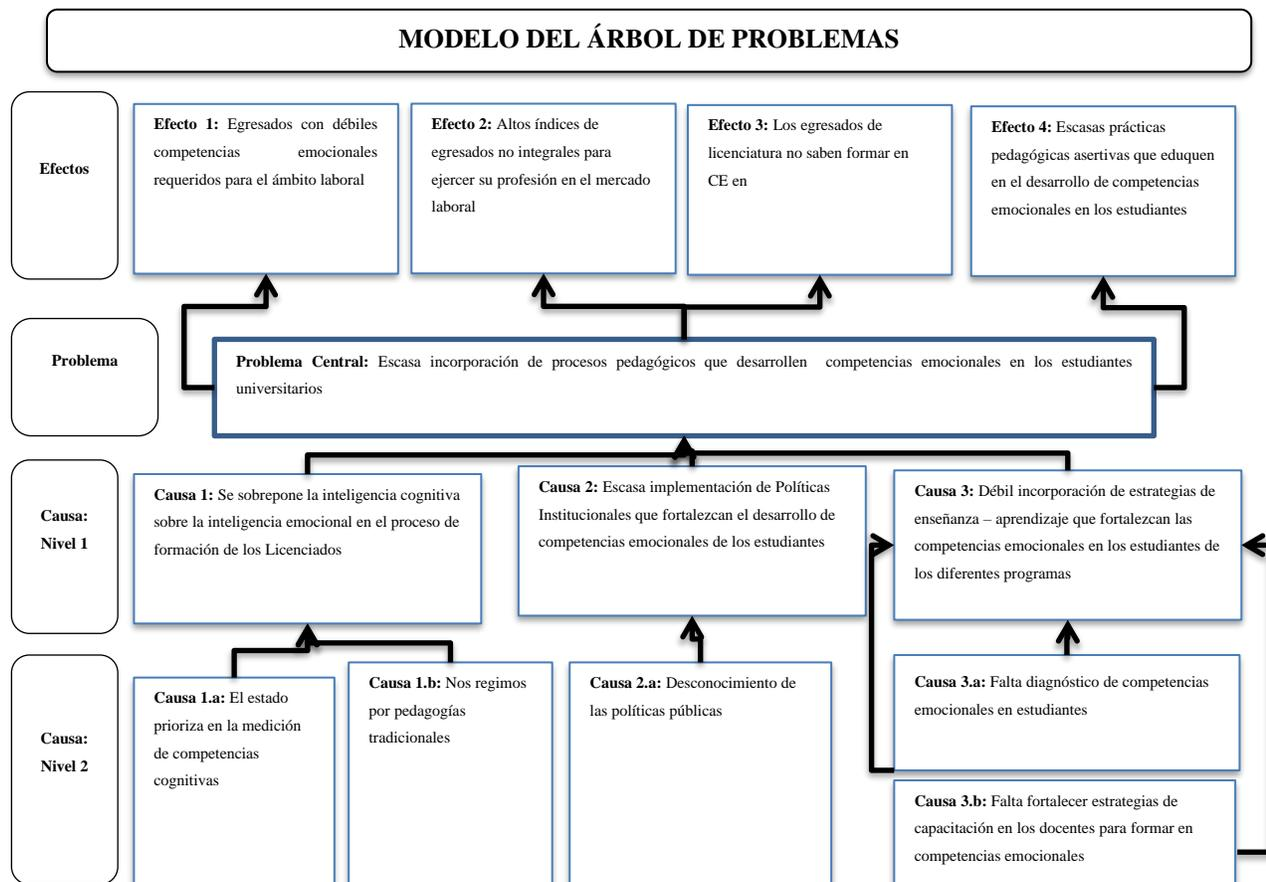 MODELO DEL ÁRBOL DE PROBLEMAS
Efectos
Efecto 1: Egresados con débiles
competencias emocionales
requeridos para el ámbito laboral
Efecto 2: Altos índices de
egresados no integrales para
ejercer su profesión en el mercado
laboral
Efecto 3: Los egresados de
licenciatura no saben formar en
CE en
Efecto 4: Escasas prácticas
pedagógicas asertivas que eduquen
en el desarrollo de competencias
emocionales en los estudiantes
Problema
Problema Central: Escasa incorporación de procesos pedagógicos que desarrollen competencias emocionales en los estudiantes
universitarios
Causa:
Nivel 1
Causa 1: Se sobrepone la inteligencia cognitiva
sobre la inteligencia emocional en el proceso de
formación de los Licenciados
Causa 2: Escasa implementación de Políticas
Institucionales que fortalezcan el desarrollo de
competencias emocionales de los estudiantes
Causa 3: Débil incorporación de estrategias de
enseñanza – aprendizaje que fortalezcan las
competencias emocionales en los estudiantes de
los diferentes programas
Causa:
Nivel 2
Causa 1.a: El estado
prioriza en la medición
de competencias
cognitivas
Causa 1.b: Nos regimos
por pedagogías
tradicionales
Causa 2.a: Desconocimiento de
las políticas públicas
Causa 3.a: Falta diagnóstico de competencias
emocionales en estudiantes
Causa 3.b: Falta fortalecer estrategias de
capacitación en los docentes para formar en
competencias emocionales